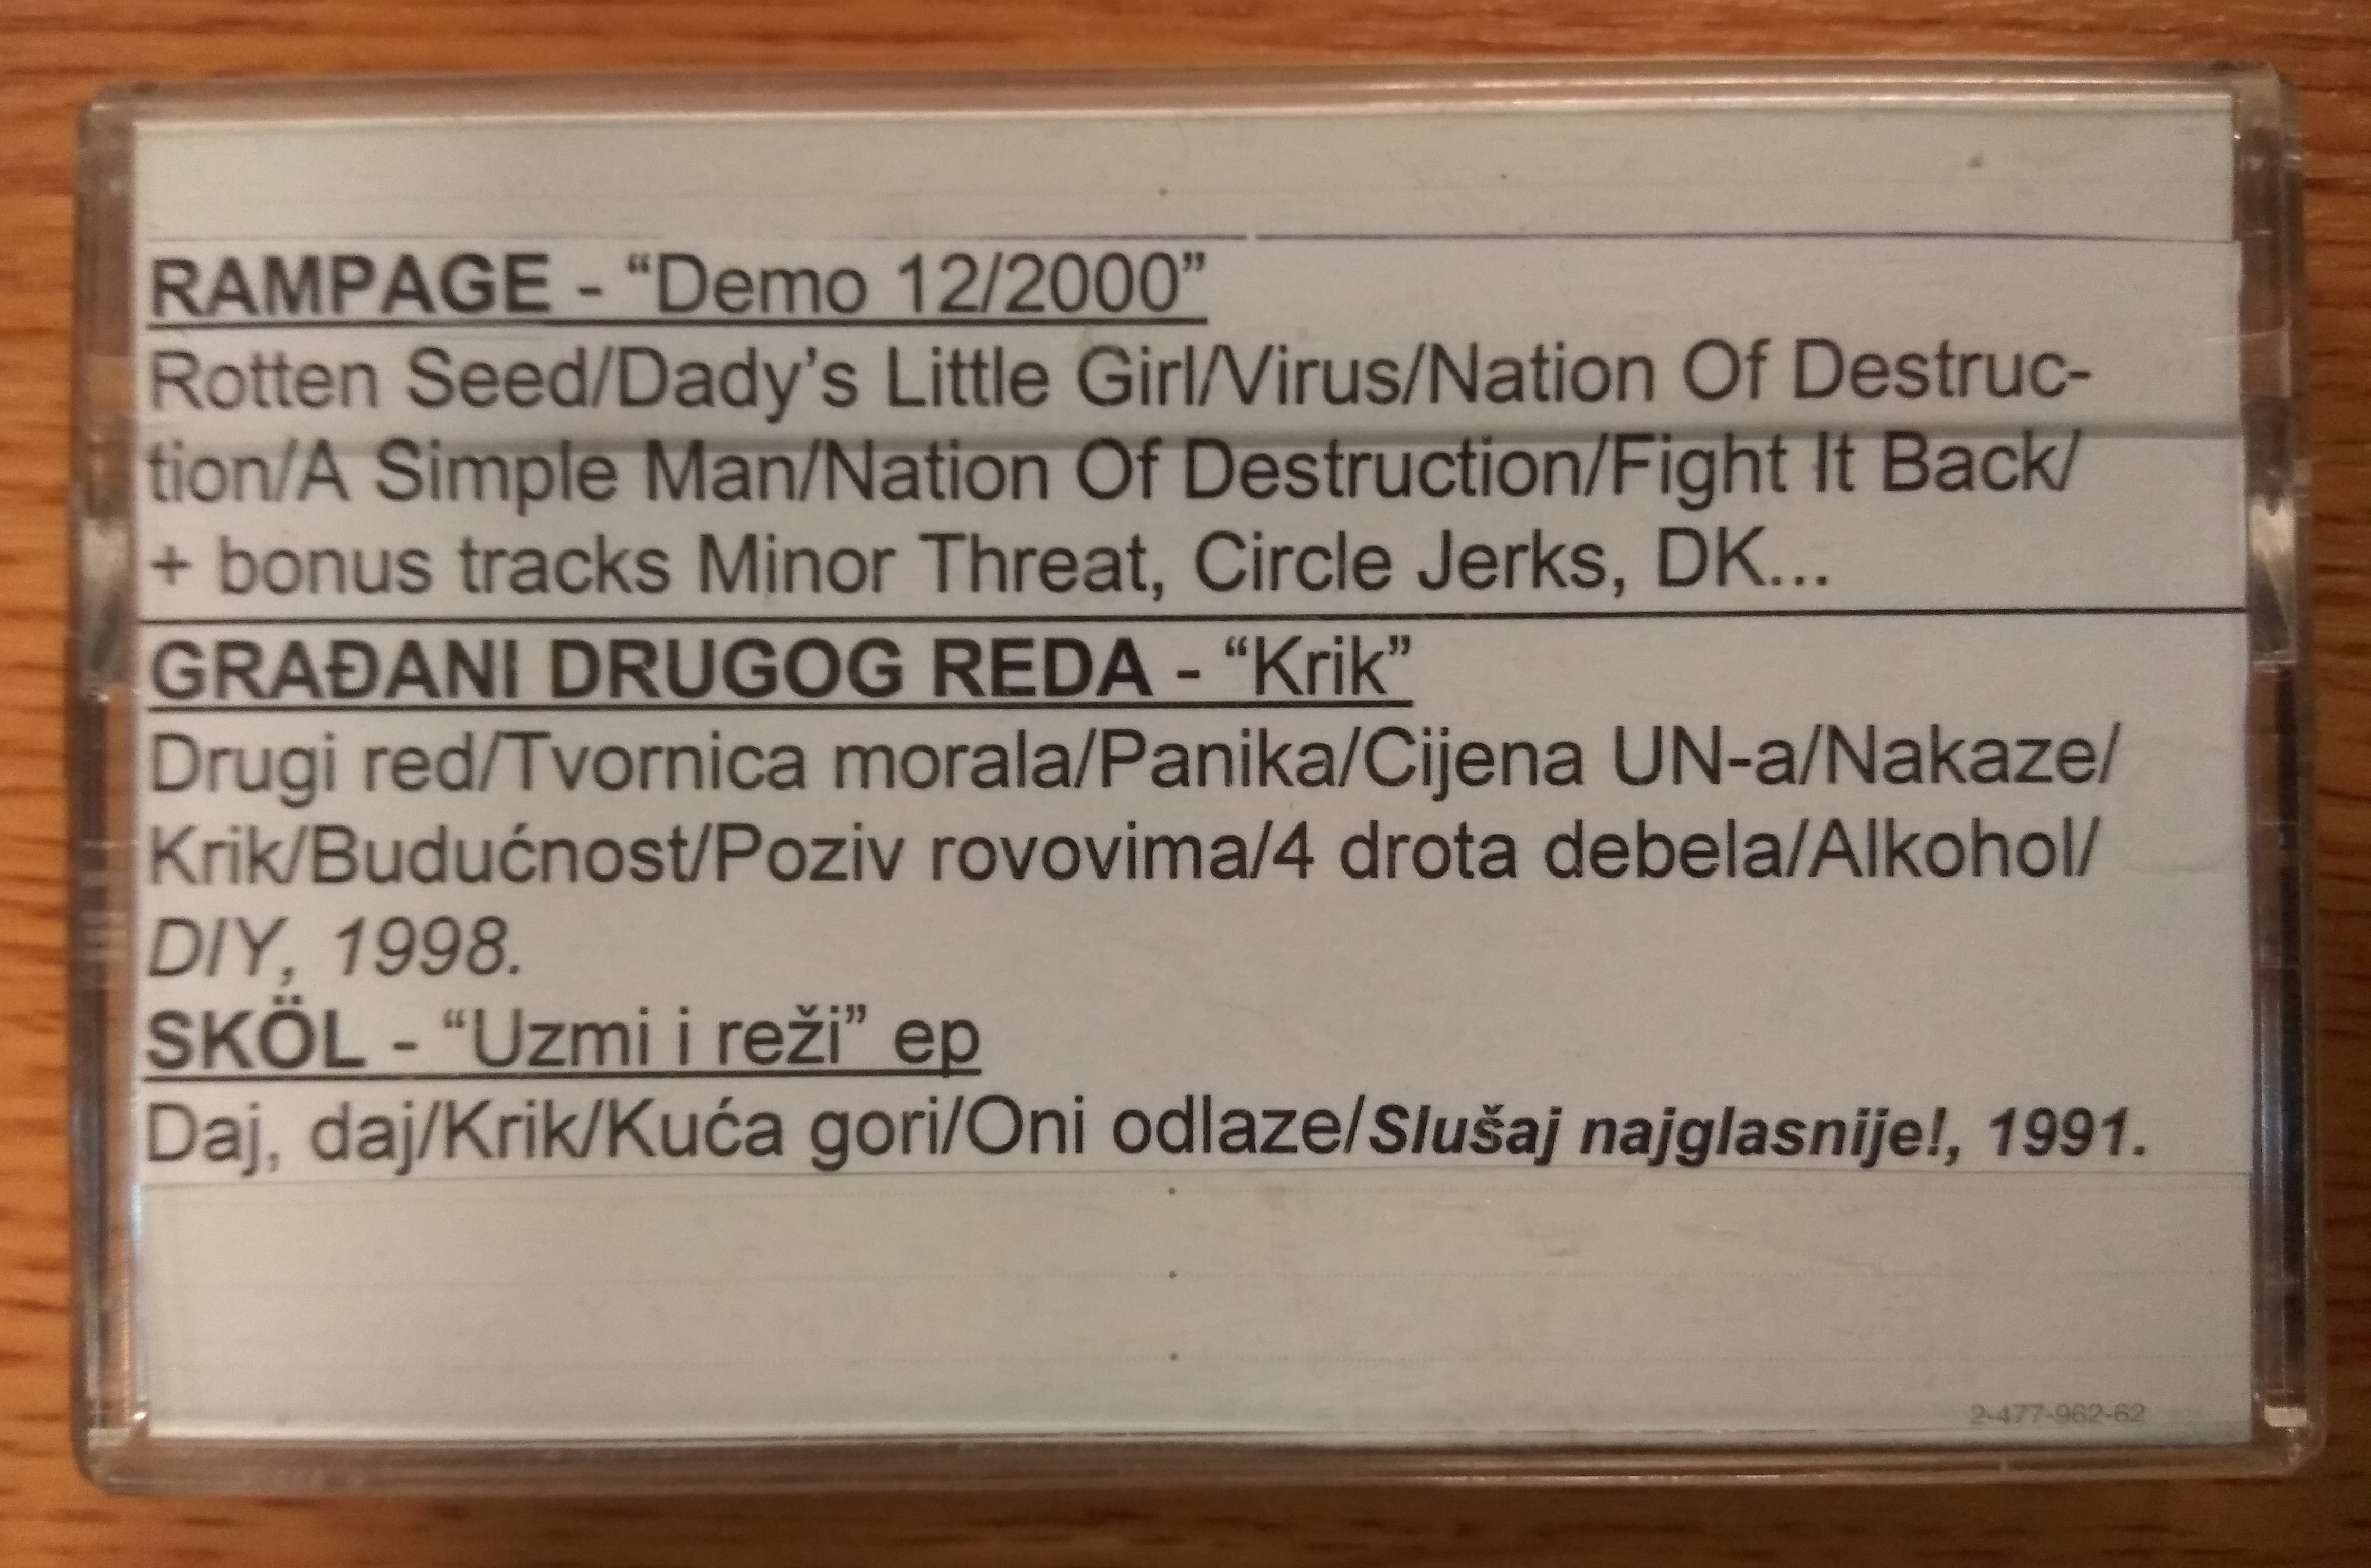 RAMPAGE - “Demo 12/2000”
Rotten Seed/Dady’s Little Girl/Virus/Nation Of Destruc-
tion/A Simple Man/Nation Of Destruction/Fight It Back/
+ bonus tracks Minor Threat, Circle Jerks, DK...
GRAĐANI DRUGOG REDA - “Krik”
Drugi red/Tvornica morala/Panika/Cijena UN-a/Nakaze/
Krik/Budućnost/Poziv rovovima/4 drota debela/Alkohol/
DIY, 1998.
SKÖL - “Uzmi i reži” ep
Daj, daj/Krik/Kuća gori/Oni odlaze/Slušaj najglasnije!, 1991.
2-477-962-62